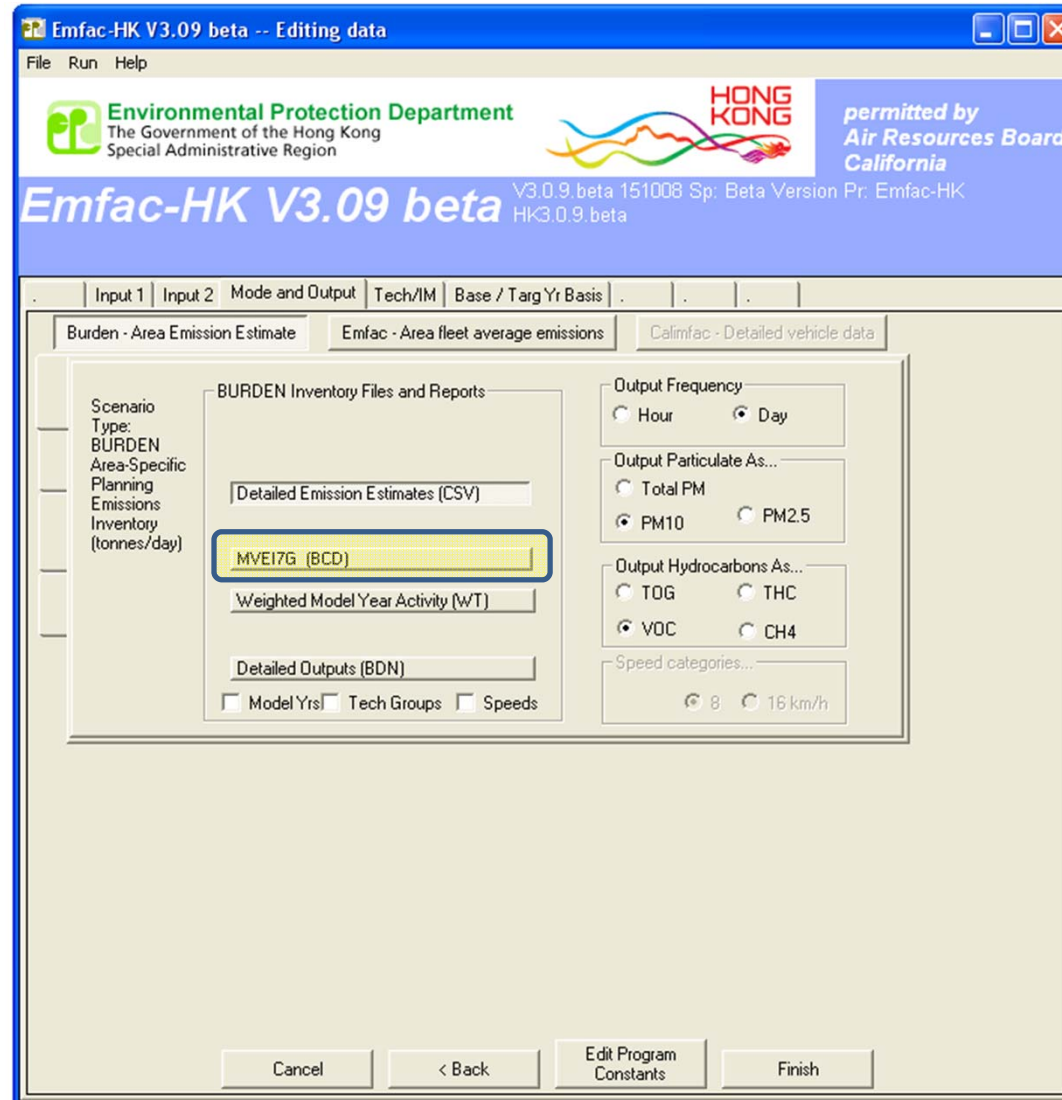 Emfac-HK V3.09 beta -- Editing data
File Run Help
Environmental Protection Department
The Government of the Hong Kong
Special Administrative Region
HONG
KONG
permitted by
Air Resources Board
California
Emfac-HK V3.09 beta
V3.0.9.beta 151008 Sp: Beta Version Pr: Emfac-HK
HK3.0.9.beta
. Input 1 Input 2 Mode and Output Tech/IM Base / Targ Yr Basis . . .
Burden - Area Emission Estimate Emfac - Area fleet average emissions Calimfac - Detailed vehicle data
Scenario
Type:
BURDEN
Area-Specific
Planning
Emissions
Inventory
(tonnes/day)
BURDEN Inventory Files and Reports
Detailed Emission Estimates (CSV)
MVEI7G (BCD)
Weighted Model Year Activity (WT)
Detailed Outputs (BDN)
Model Yrs Tech Groups Speeds
Output Frequency
Hour Day
Output Particulate As...
Total PM
PM10 PM2.5
Output Hydrocarbons As...
TOG THC
VOC CH4
Speed categories...
8 16 km/h
Cancel < Back Edit Program
Constants Finish